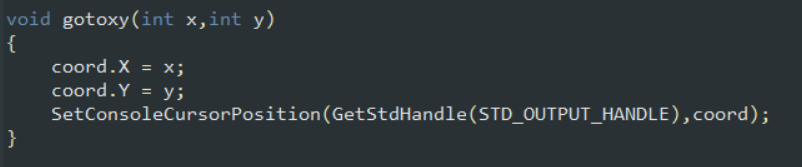 void gotoxy(int x,int y)
{
    coord.X = x;
    coord.Y = y;
    SetConsoleCursorPosition(GetStdHandle(STD_OUTPUT_HANDLE),coord);
}